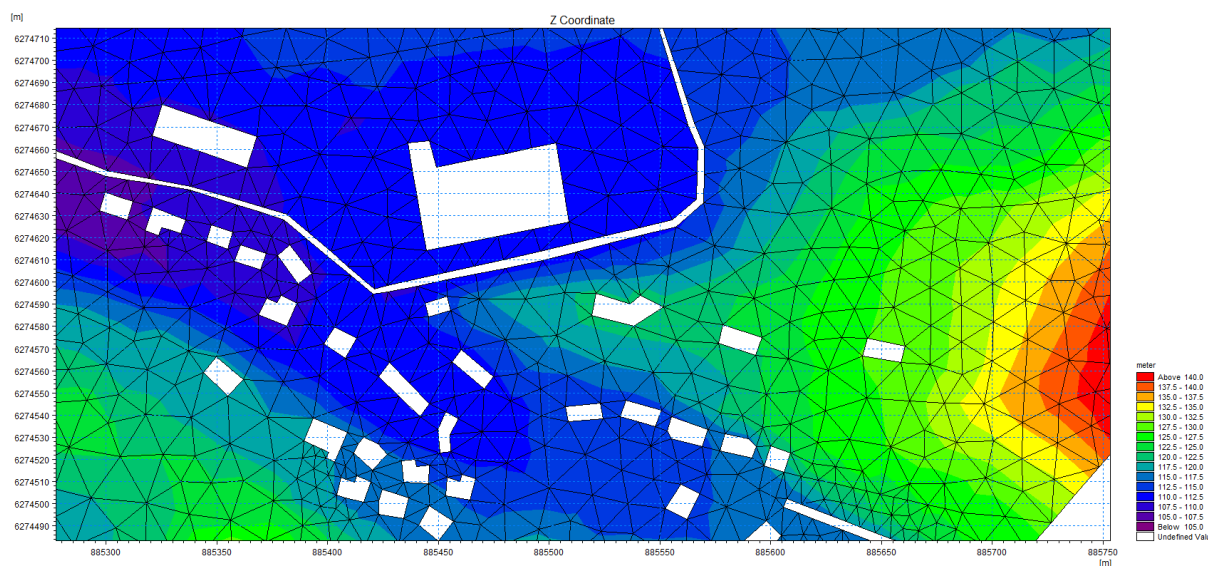 Z Coordinate
[m]
6274710
6274700
6274690
6274680
6274670
6274660
6274650
6274640
6274630
6274620
6274610
6274600
6274590
6274580
6274570
6274560
6274550
6274540
6274530
6274520
6274510
6274500
6274490
885300 885350 885400 885450 885500 885550 885600 885650 885700 885750
[m]
meter
Above 140.0
137.5 - 140.0
135.0 - 137.5
132.5 - 135.0
130.0 - 132.5
127.5 - 130.0
125.0 - 127.5
122.5 - 125.0
120.0 - 122.5
117.5 - 120.0
115.0 - 117.5
112.5 - 115.0
110.0 - 112.5
107.5 - 110.0
105.0 - 107.5
Below 105.0
Undefined Valu